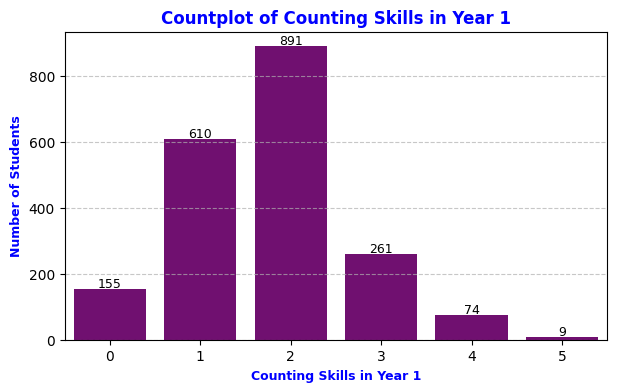 Countplot of Counting Skills in Year 1
Number of Students
800
600
400
200
0
155
610
891
261
74
9
0 1 2 3 4 5
Counting Skills in Year 1